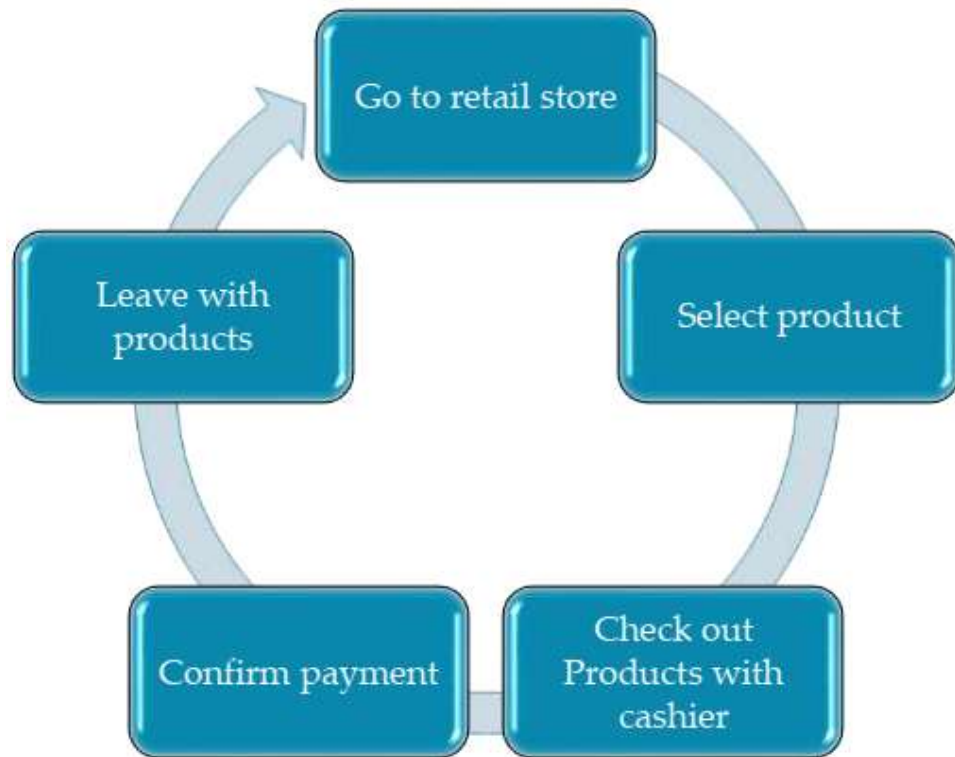 Go to retail store
Select product
Check out
Products with
cashier
Confirm payment
Leave with
products